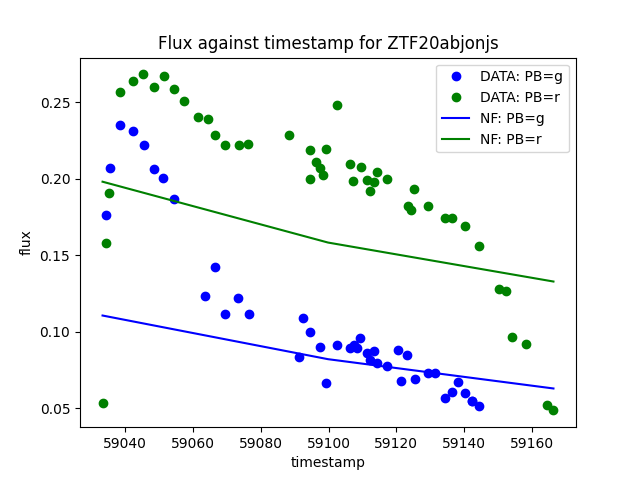 Flux against timestamp for ZTF20abjonjs
DATA: PB=g
DATA: PB=r
NF: PB=g
NF: PB=r
0.25
0.20
0.15
0.10
0.05
flux
59040
59060
59080
59100
59120
59140
59160
timestamp